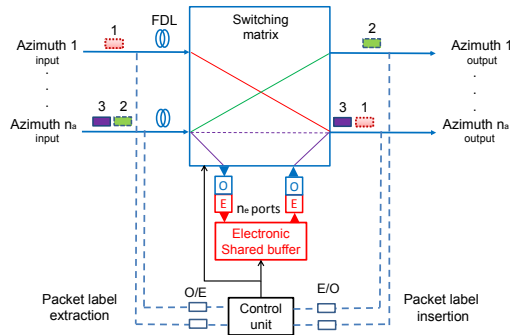 1
FDL
Switching
matrix
2
Azimuth 1
input
Azimuth 1
output
.
.
.
.
.
.
3 2
3 1
Azimuth nₐ
input
Azimuth nₐ
output
O O
E E
nₑ ports
Electronic
Shared buffer
O/E
E/O
Packet label
extraction
Control
unit
Packet label
insertion